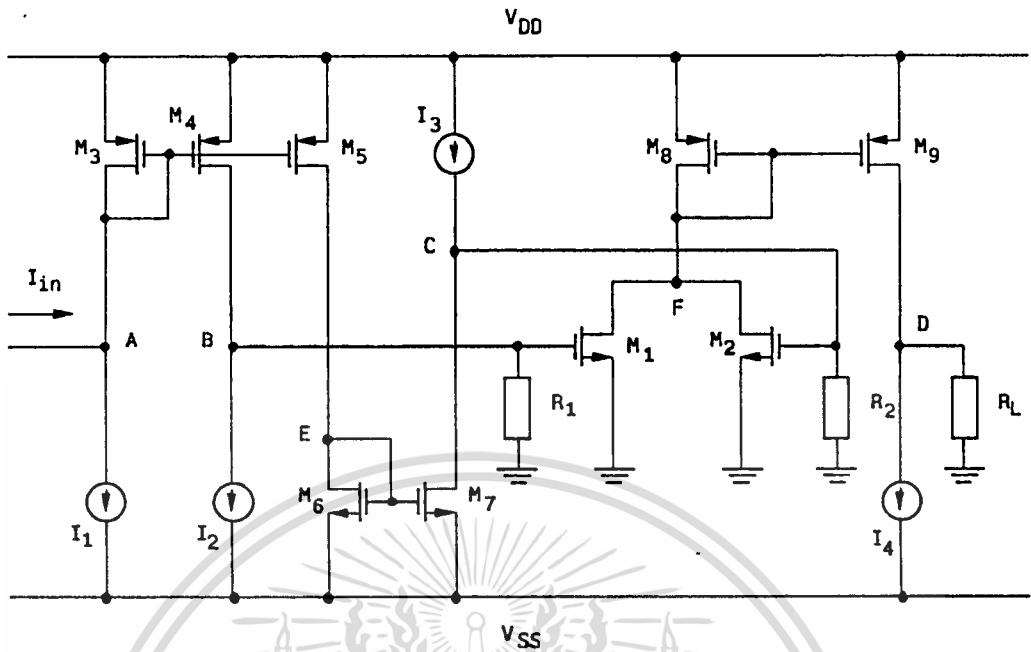 V_DD
M_3
M_4
M_5
I_3
M_8
M_9
I_in
A
B
C
F
D
M_1
M_2
R_1
R_2
R_L
E
M_6
M_7
I_1
I_2
I_4
V_SS